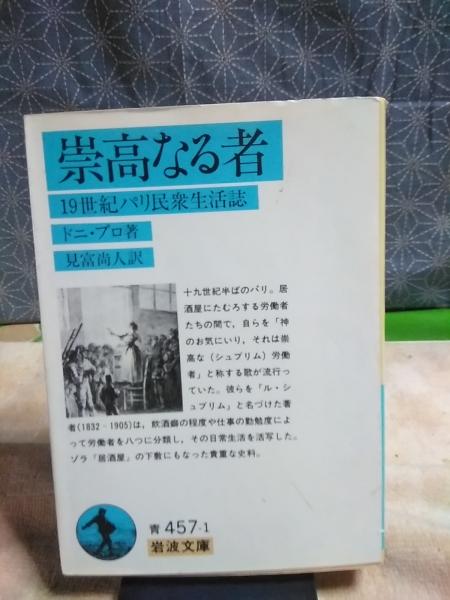 崇高なる者
19世紀パリ民衆生活誌
ドニ・プロ著
見富尚人訳
十九世紀半ばのパリ。居
酒屋にたむろする労働者
たちの間で，自らを「神
のお気にいり，それは崇
高な（シュブリム）労働
者」と称する歌が流行っ
ていた。彼らを「ル・シ
ュブリム」と名づけた著
者(1832‐1905)は，飲酒癖の程度や仕事の勤勉度によ
って労働者を八つに分類し，その日常生活を活写した。
ゾラ『居酒屋』の下敷にもなった貴重な史料。
青 457-1
岩波文庫